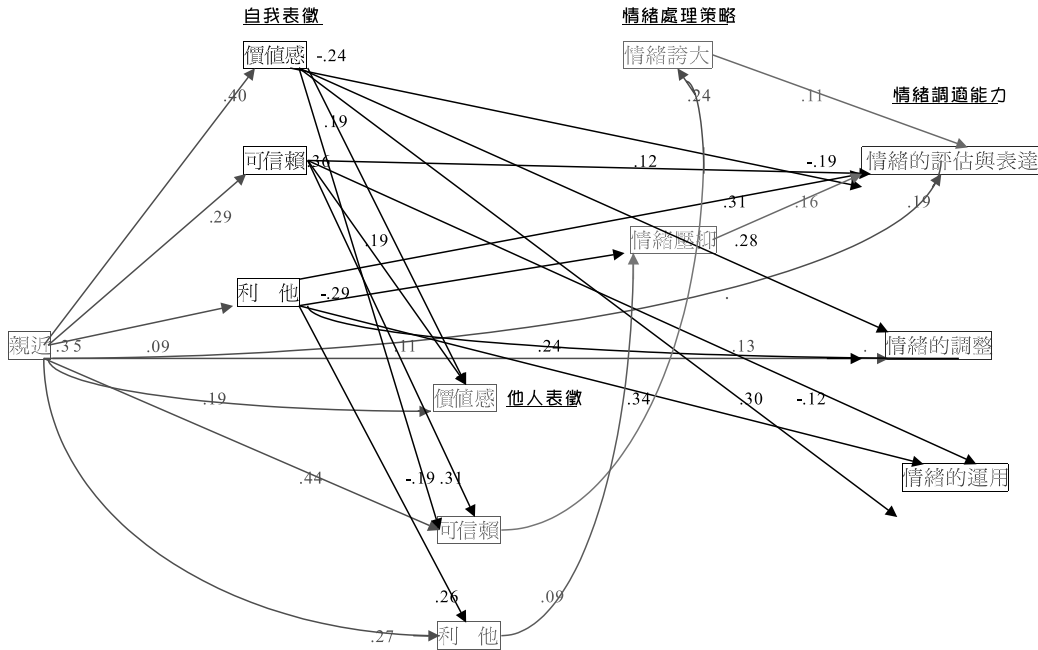 自我表徵
情緒處理策略
價值感
-.24
情緒誇大
.40
.24
.11
情緒調適能力
.19
可信賴
.36
.12
-.19
情緒的評估與表達
.29
.31
.16
.19
.19
情緒壓抑
.28
利 他
-.29
.
親近
.35
.09
.11
.24
.13
.
情緒的調整
.19
價值感
他人表徵
.34
.30
-.12
.44
-.19
.31
情緒的運用
可信賴
.26
.09
.27
利 他